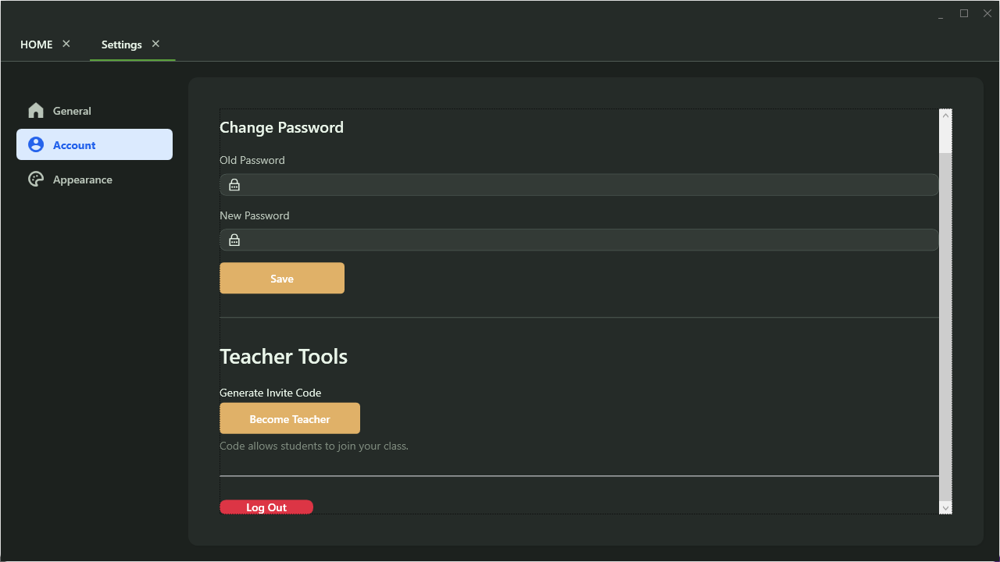 HOME
Settings
General
Account
Appearance
Change Password
Old Password
New Password
Save
Teacher Tools
Generate Invite Code
Become Teacher
Code allows students to join your class.
Log Out